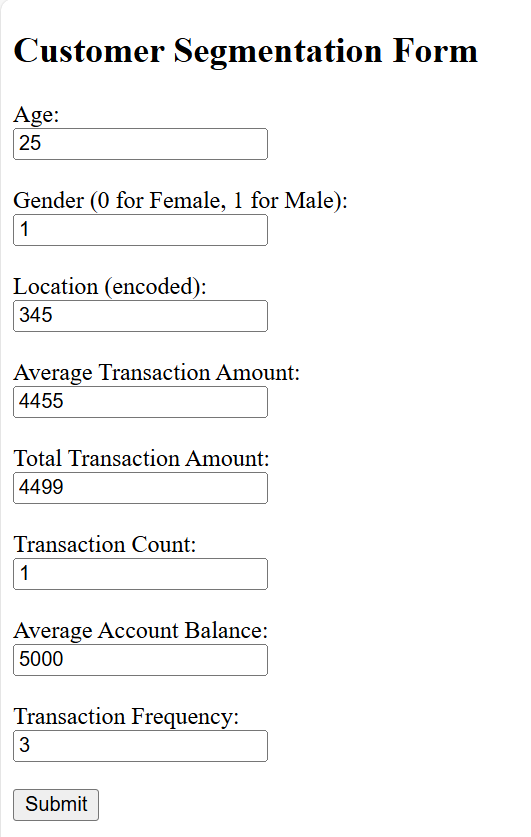 Customer Segmentation Form
Age:
25
Gender (0 for Female, 1 for Male):
1
Location (encoded):
345
Average Transaction Amount:
4455
Total Transaction Amount:
4499
Transaction Count:
1
Average Account Balance:
5000
Transaction Frequency:
3
Submit